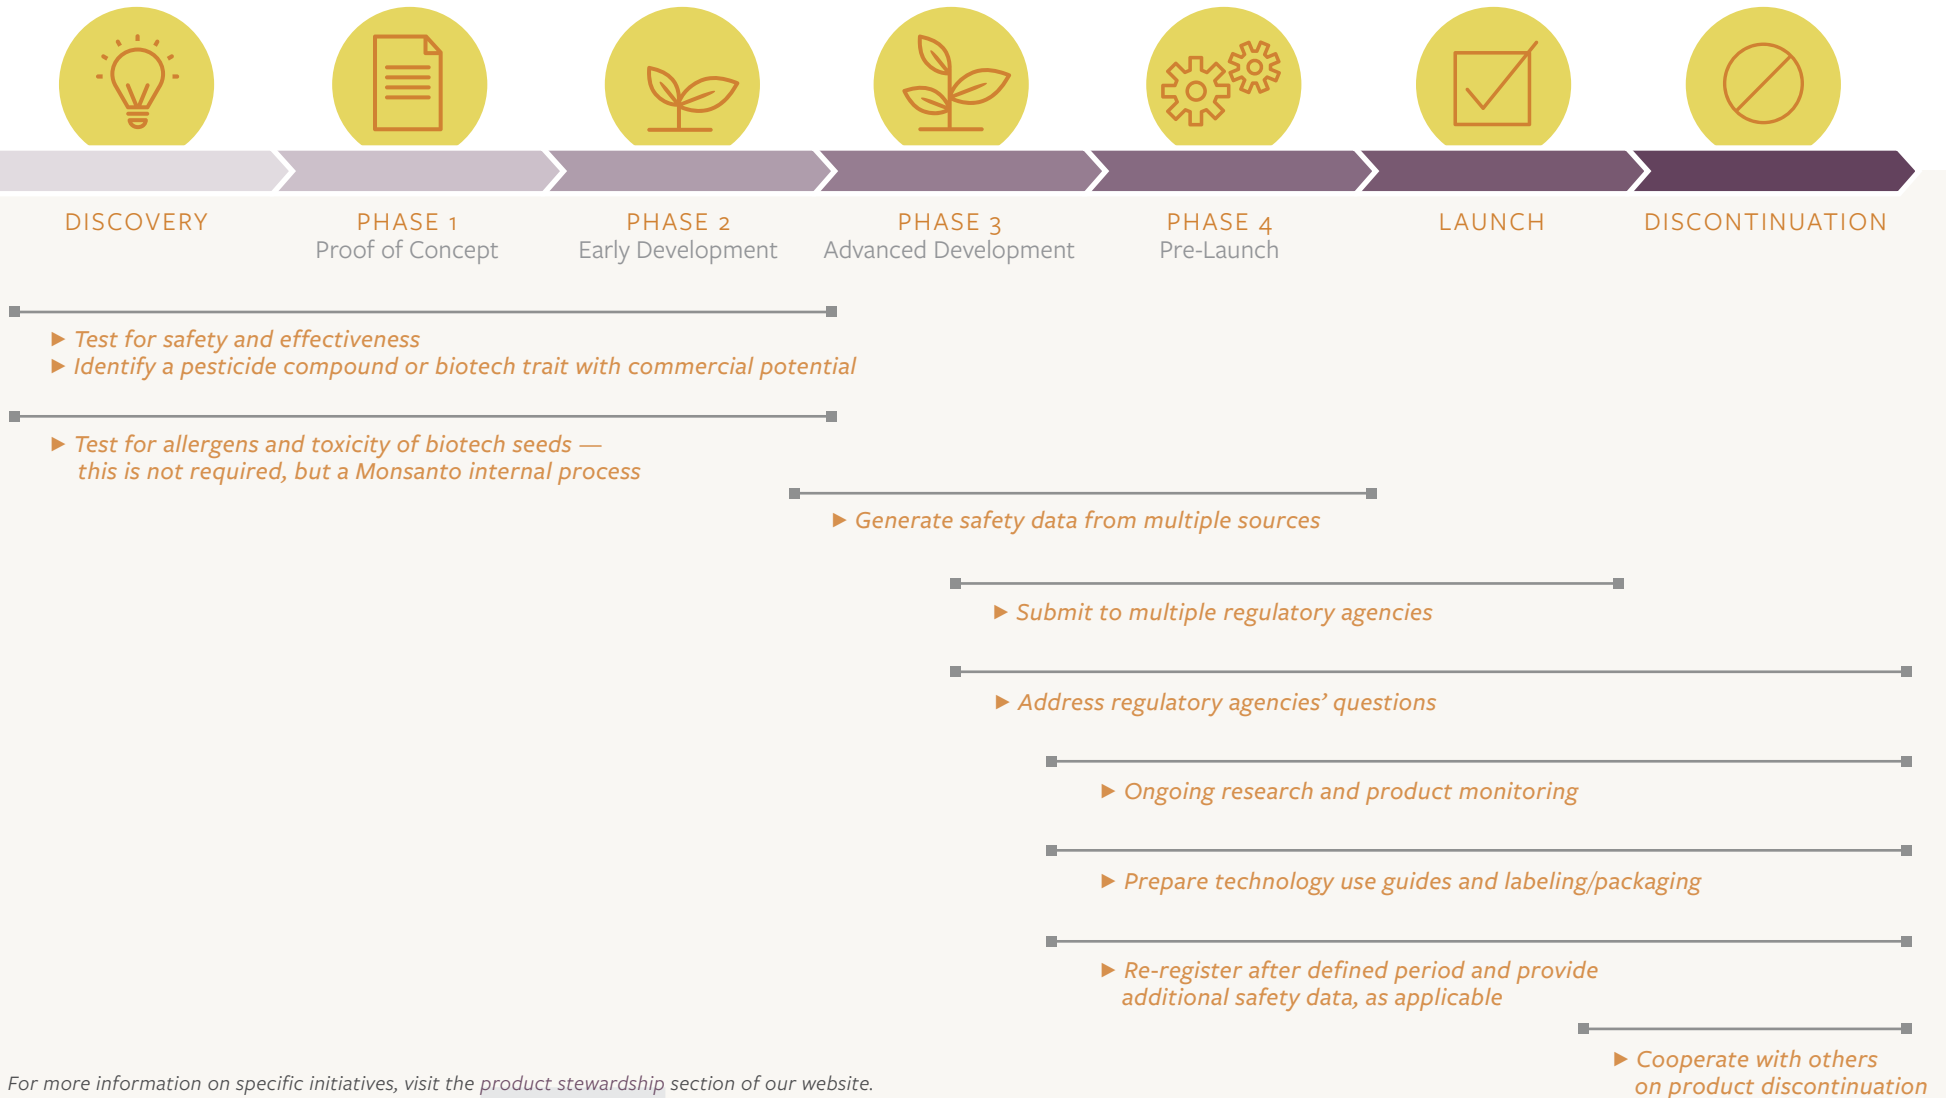 DISCOVERY
PHASE 1
Proof of Concept
PHASE 2
Early Development
PHASE 3
Advanced Development
PHASE 4
Pre-Launch
LAUNCH
DISCONTINUATION
► Test for safety and effectiveness
► Identify a pesticide compound or biotech trait with commercial potential
► Test for allergens and toxicity of biotech seeds —
this is not required, but a Monsanto internal process
► Generate safety data from multiple sources
► Submit to multiple regulatory agencies
► Address regulatory agencies’ questions
► Ongoing research and product monitoring
► Prepare technology use guides and labeling/packaging
► Re-register after defined period and provide
additional safety data, as applicable
► Cooperate with others
on product discontinuation
For more information on specific initiatives, visit the product stewardship section of our website.